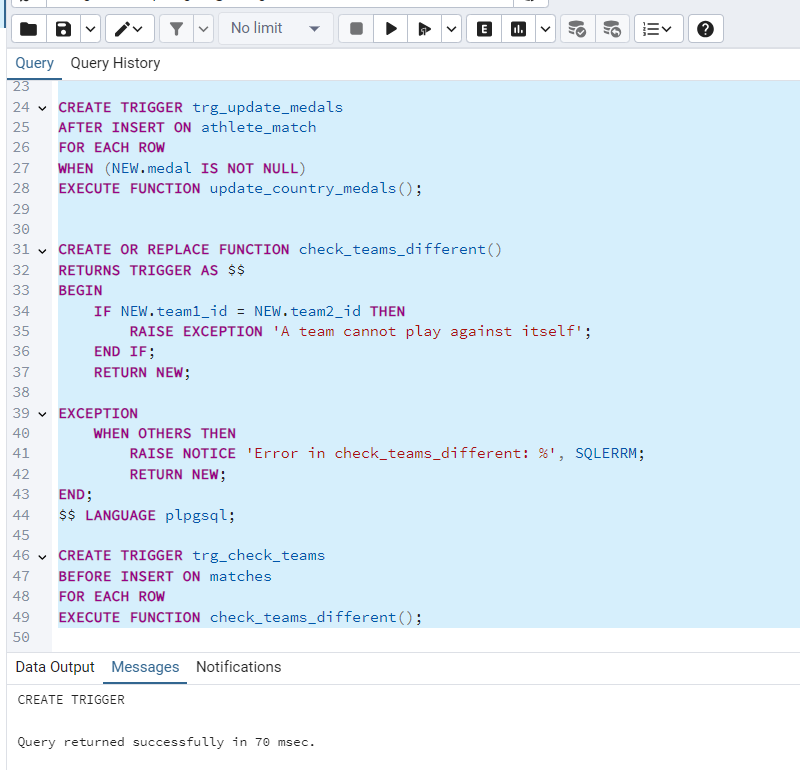 No limit
E
Query Query History
23
24 CREATE TRIGGER trg_update_medals
25 AFTER INSERT ON athlete_match
26 FOR EACH ROW
27 WHEN (NEW.medal IS NOT NULL)
28 EXECUTE FUNCTION update_country_medals();
29
30
31 CREATE OR REPLACE FUNCTION check_teams_different()
32 RETURNS TRIGGER AS $$
33 BEGIN
34 IF NEW.team1_id = NEW.team2_id THEN
35 RAISE EXCEPTION 'A team cannot play against itself';
36 END IF;
37 RETURN NEW;
38
39 EXCEPTION
40 WHEN OTHERS THEN
41 RAISE NOTICE 'Error in check_teams_different: %', SQLERRM;
42 RETURN NEW;
43 END;
44 $$ LANGUAGE plpgsql;
45
46 CREATE TRIGGER trg_check_teams
47 BEFORE INSERT ON matches
48 FOR EACH ROW
49 EXECUTE FUNCTION check_teams_different();
50
Data Output Messages Notifications
CREATE TRIGGER
Query returned successfully in 70 msec.